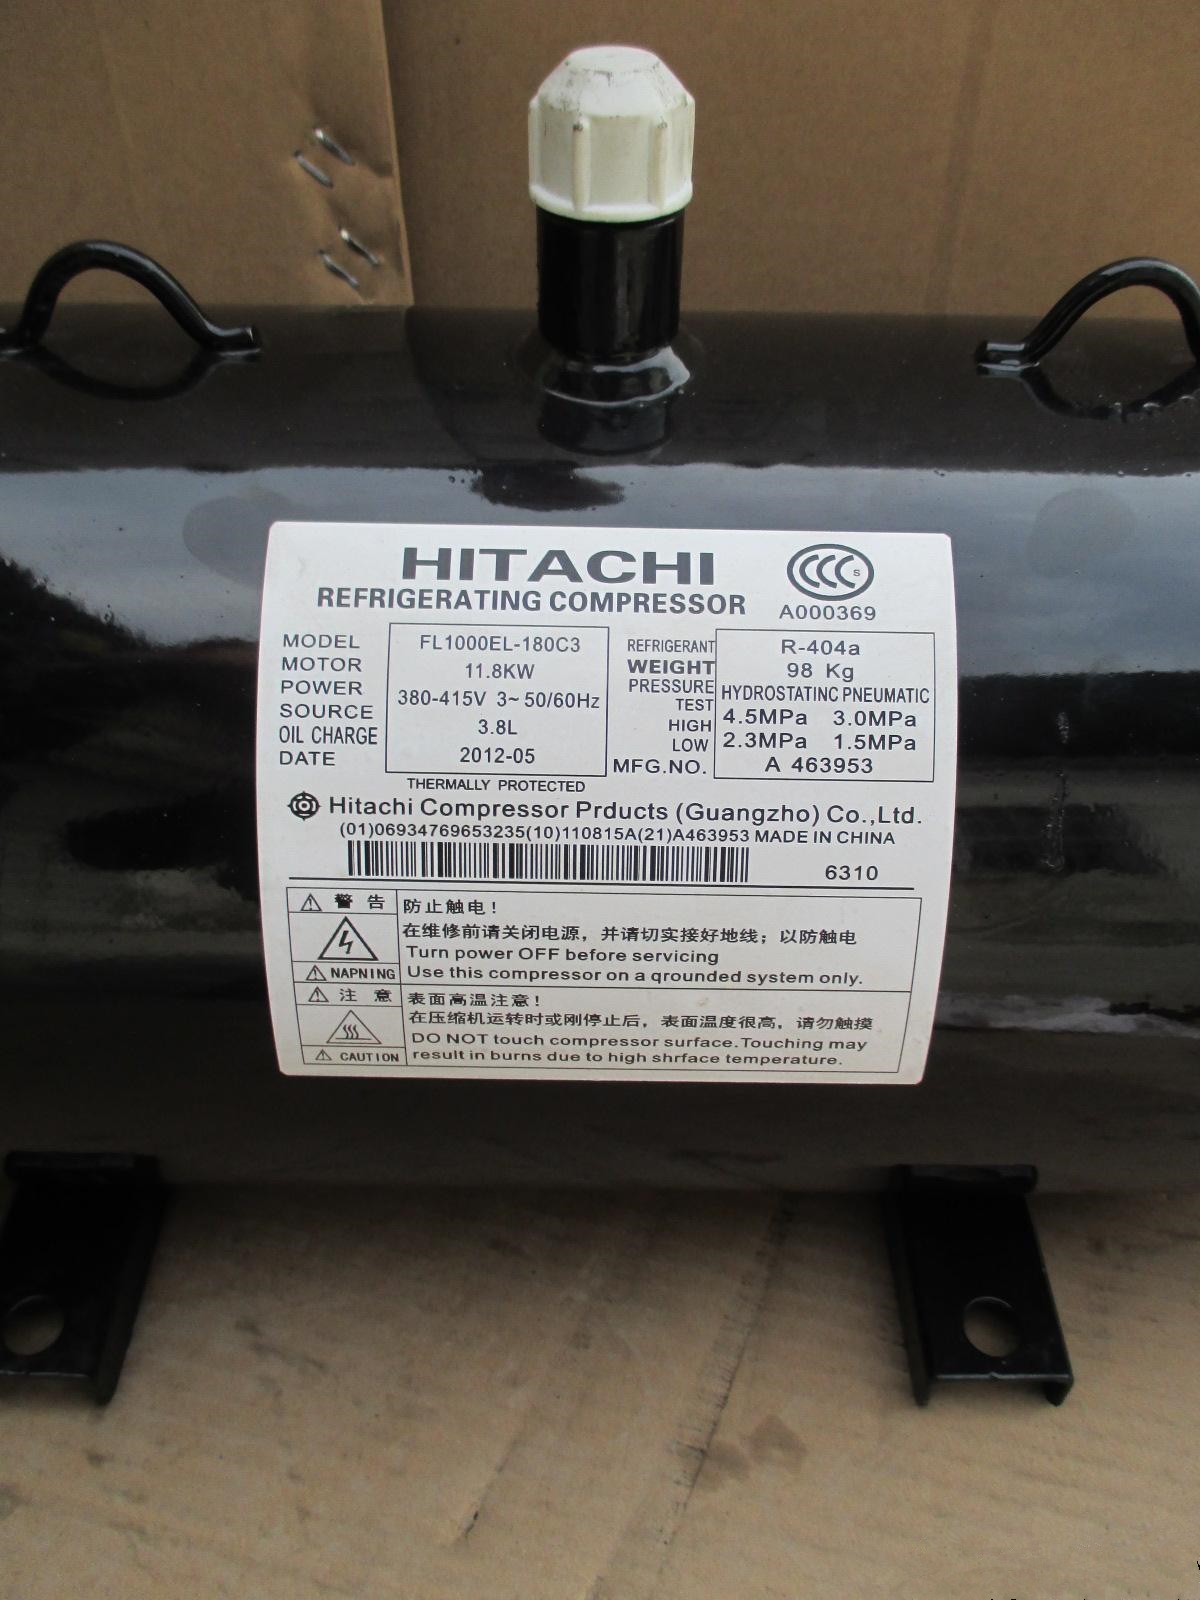 HITACHI
CCC S
REFRIGERATING COMPRESSOR
A000369
MODEL FL1000EL-180C3
MOTOR 11.8KW
POWER 380-415V 3~50/60Hz
SOURCE
OIL CHARGE 3.8L
DATE 2012-05
REFRIGERANT R-404a
WEIGHT 98 Kg
PRESSURE HYDROSTATINC PNEUMATIC
TEST
HIGH 4.5MPa 3.0MPa
LOW 2.3MPa 1.5MPa
MFG.NO. A 463953
THERMALLY PROTECTED
Hitachi Compressor Prducts (Guangzho) Co.,Ltd.
(01)06934769653235(10)110815A(21)A463953 MADE IN CHINA
6310
警 告 防止触电！
在维修前请关闭电源，并请切实接好地线；以防触电
Turn power OFF before servicing
NAPNING Use this compressor on a qrounded system only.
注 意 表面高温注意！
在压缩机运转时或刚停止后，表面温度很高，请勿触摸
DO NOT touch compressor surface.Touching may
CAUTION result in burns due to high shrface temperature.